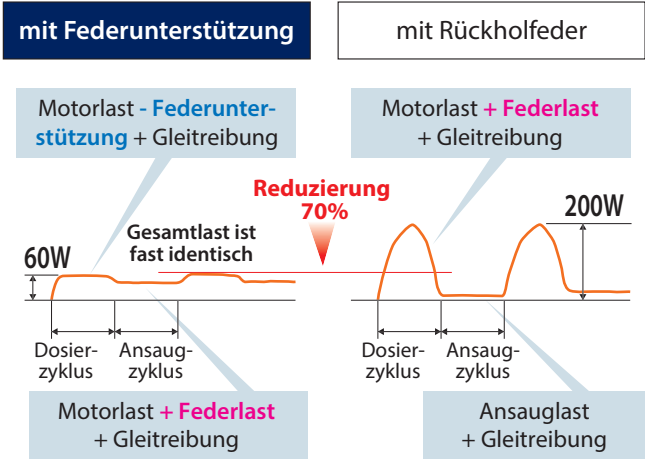 mit Federunterstützung
mit Rückholfeder
Motorlast - Federunter-
stützung + Gleitreibung
Motorlast + Federlast
+ Gleitreibung
Reduzierung
70%
Gesamtlast ist
fast identisch
60W
200W
Dosier-
zyklus
Ansaug-
zyklus
Dosier-
zyklus
Ansaug-
zyklus
Motorlast + Federlast
+ Gleitreibung
Ansauglast
+ Gleitreibung